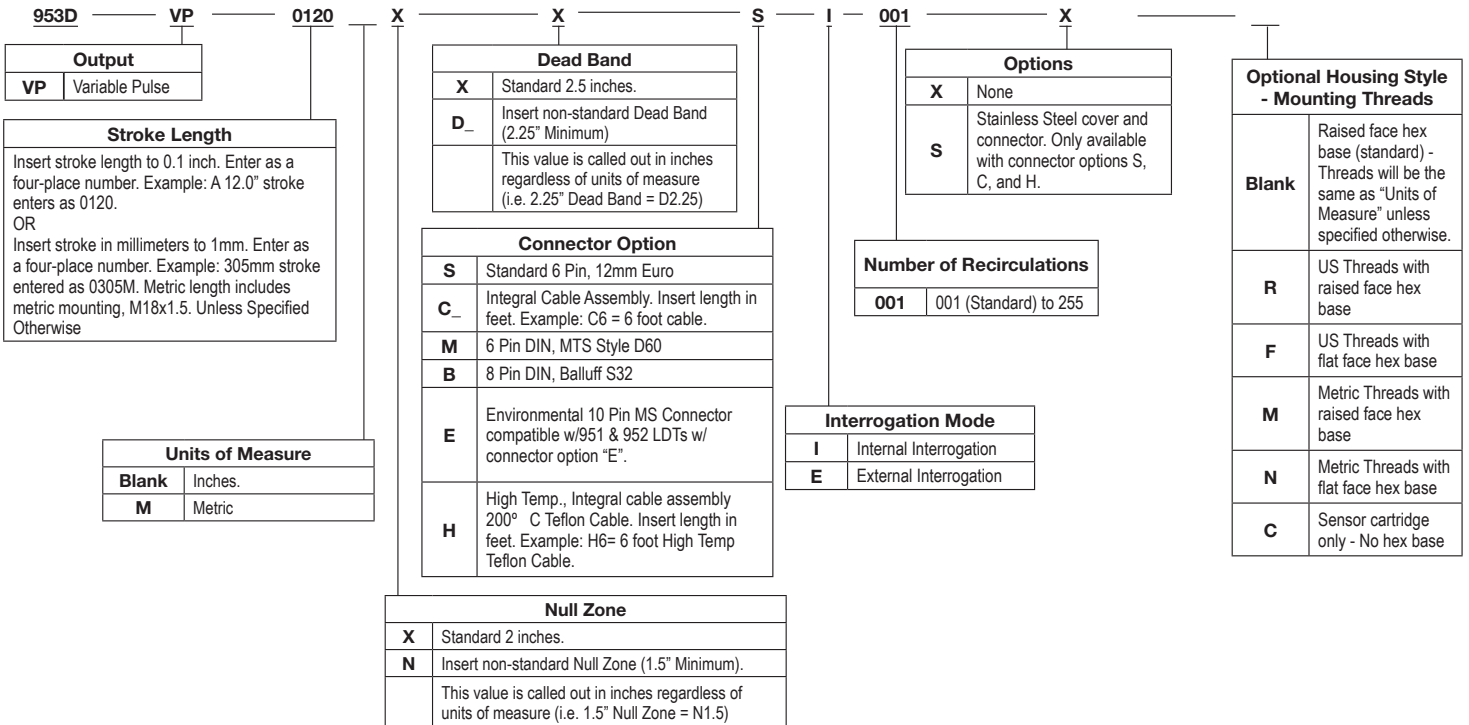 953D VP 0120 X X S I 001 X
Output
VP Variable Pulse
Stroke Length
Insert stroke length to 0.1 inch. Enter as a
four-place number. Example: A 12.0” stroke
enters as 0120.
OR
Insert stroke in millimeters to 1mm. Enter as
a four-place number. Example: 305mm stroke
entered as 0305M. Metric length includes
metric mounting, M18x1.5. Unless Specified
Otherwise
Units of Measure
Blank Inches.
M Metric
Dead Band
X Standard 2.5 inches.
D_ Insert non-standard Dead Band
(2.25” Minimum)
This value is called out in inches
regardless of units of measure
(i.e. 2.25” Dead Band = D2.25)
Connector Option
S Standard 6 Pin, 12mm Euro
C_ Integral Cable Assembly. Insert length in
feet. Example: C6 = 6 foot cable.
M 6 Pin DIN, MTS Style D60
B 8 Pin DIN, Balluff S32
E Environmental 10 Pin MS Connector
compatible w/951 & 952 LDTs w/
connector option “E”.
H High Temp., Integral cable assembly
200º C Teflon Cable. Insert length in
feet. Example: H6= 6 foot High Temp
Teflon Cable.
Null Zone
X Standard 2 inches.
N Insert non-standard Null Zone (1.5” Minimum).
This value is called out in inches regardless of
units of measure (i.e. 1.5” Null Zone = N1.5)
Options
X None
S Stainless Steel cover and
connector. Only available
with connector options S,
C, and H.
Number of Recirculations
001 001 (Standard) to 255
Interrogation Mode
I Internal Interrogation
E External Interrogation
Optional Housing Style
- Mounting Threads
Blank Raised face hex
base (standard) -
Threads will be the
same as “Units of
Measure” unless
specified otherwise.
R US Threads with
raised face hex
base
F US Threads with
flat face hex base
M Metric Threads with
raised face hex
base
N Metric Threads with
flat face hex base
C Sensor cartridge
only - No hex base